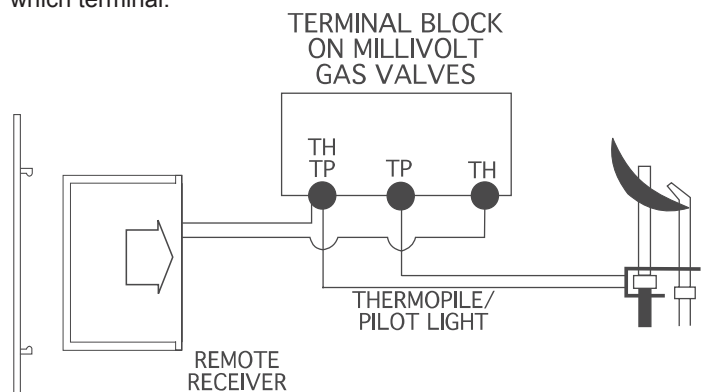 which terminal.
TERMINAL BLOCK
ON MILLIVOLT
GAS VALVES
TH
TP
TP
TH
THERMOPILE/
PILOT LIGHT
REMOTE
RECEIVER